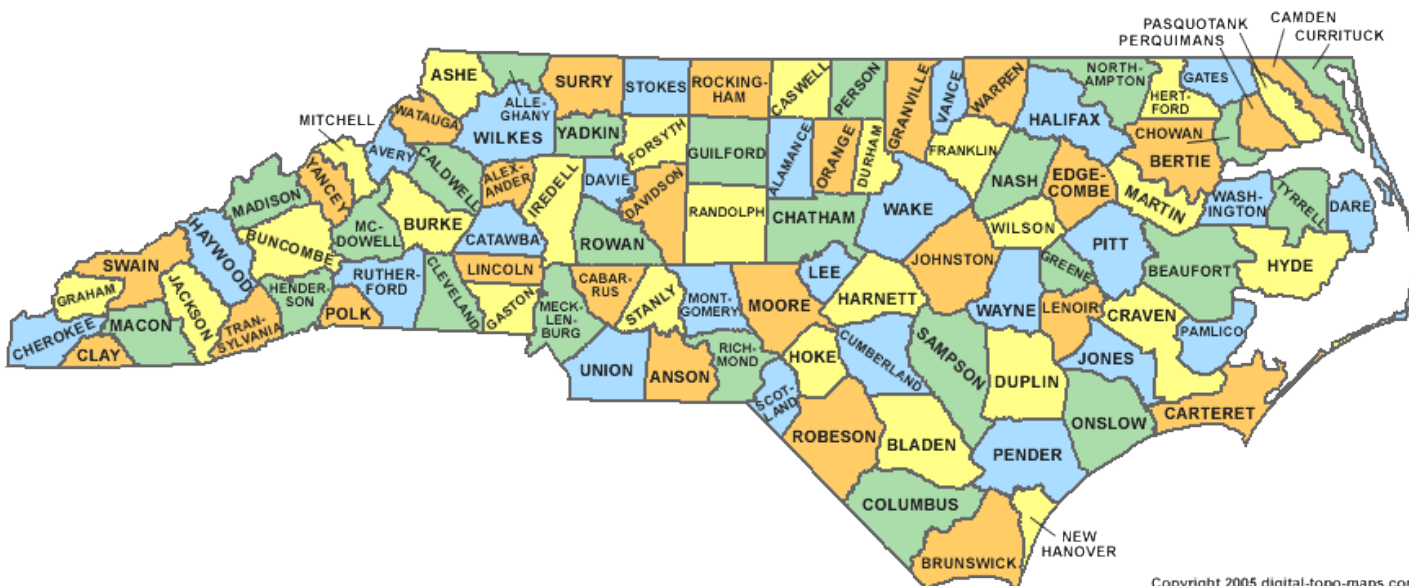 PASQUOTANK
PERQUIMANS
CAMDEN
CURRITUCK
ASHE
ALLE-
GHANY
SURRY
STOKES
ROCKING-
HAM
CASWELL
PERSON
GRANVILLE
VANCE
WARREN
NORTH-
AMPTON
HERT-
FORD
GATES
HALIFAX
CHOWAN
BERTIE
MITCHELL
WATAUGA
WILKES
YADKIN
FORSYTH
GUILFORD
ALAMANCE
ORANGE
DURHAM
FRANKLIN
NASH
EDGE-
COMBE
MARTIN
WASH-
INGTON
TYRRELL
DARE
AVERY
YANCEY
CALDWELL
ALEX-
ANDER
IREDELL
DAVIE
DAVIDSON
RANDOLPH
CHATHAM
WAKE
WILSON
PITT
BEAUFORT
HYDE
MADISON
HAYWOOD
BUNCOMBE
MC-
DOWELL
BURKE
CATAWBA
ROWAN
LINCOLN
JOHNSTON
GREENE
SWAIN
GRAHAM
JACKSON
HENDER-
SON
RUTHER-
FORD
POLK
CLEVELAND
GASTON
MECK-
LEN-
BURG
CABAR-
RUS
STANLY
MONT-
GOMERY
MOORE
LEE
HARNETT
WAYNE
LENOIR
CRAVEN
PAMLICO
CHEROKEE
CLAY
MACON
TRAN-
SYLVANIA
UNION
ANSON
RICH-
MOND
SCOT-
LAND
HOKE
CUMBERLAND
SAMPSON
DUPLIN
JONES
ONSLOW
CARTERET
ROBESON
BLADEN
PENDER
COLUMBUS
BRUNSWICK
NEW
HANOVER
Copyright 2005 digital-topo-maps.com